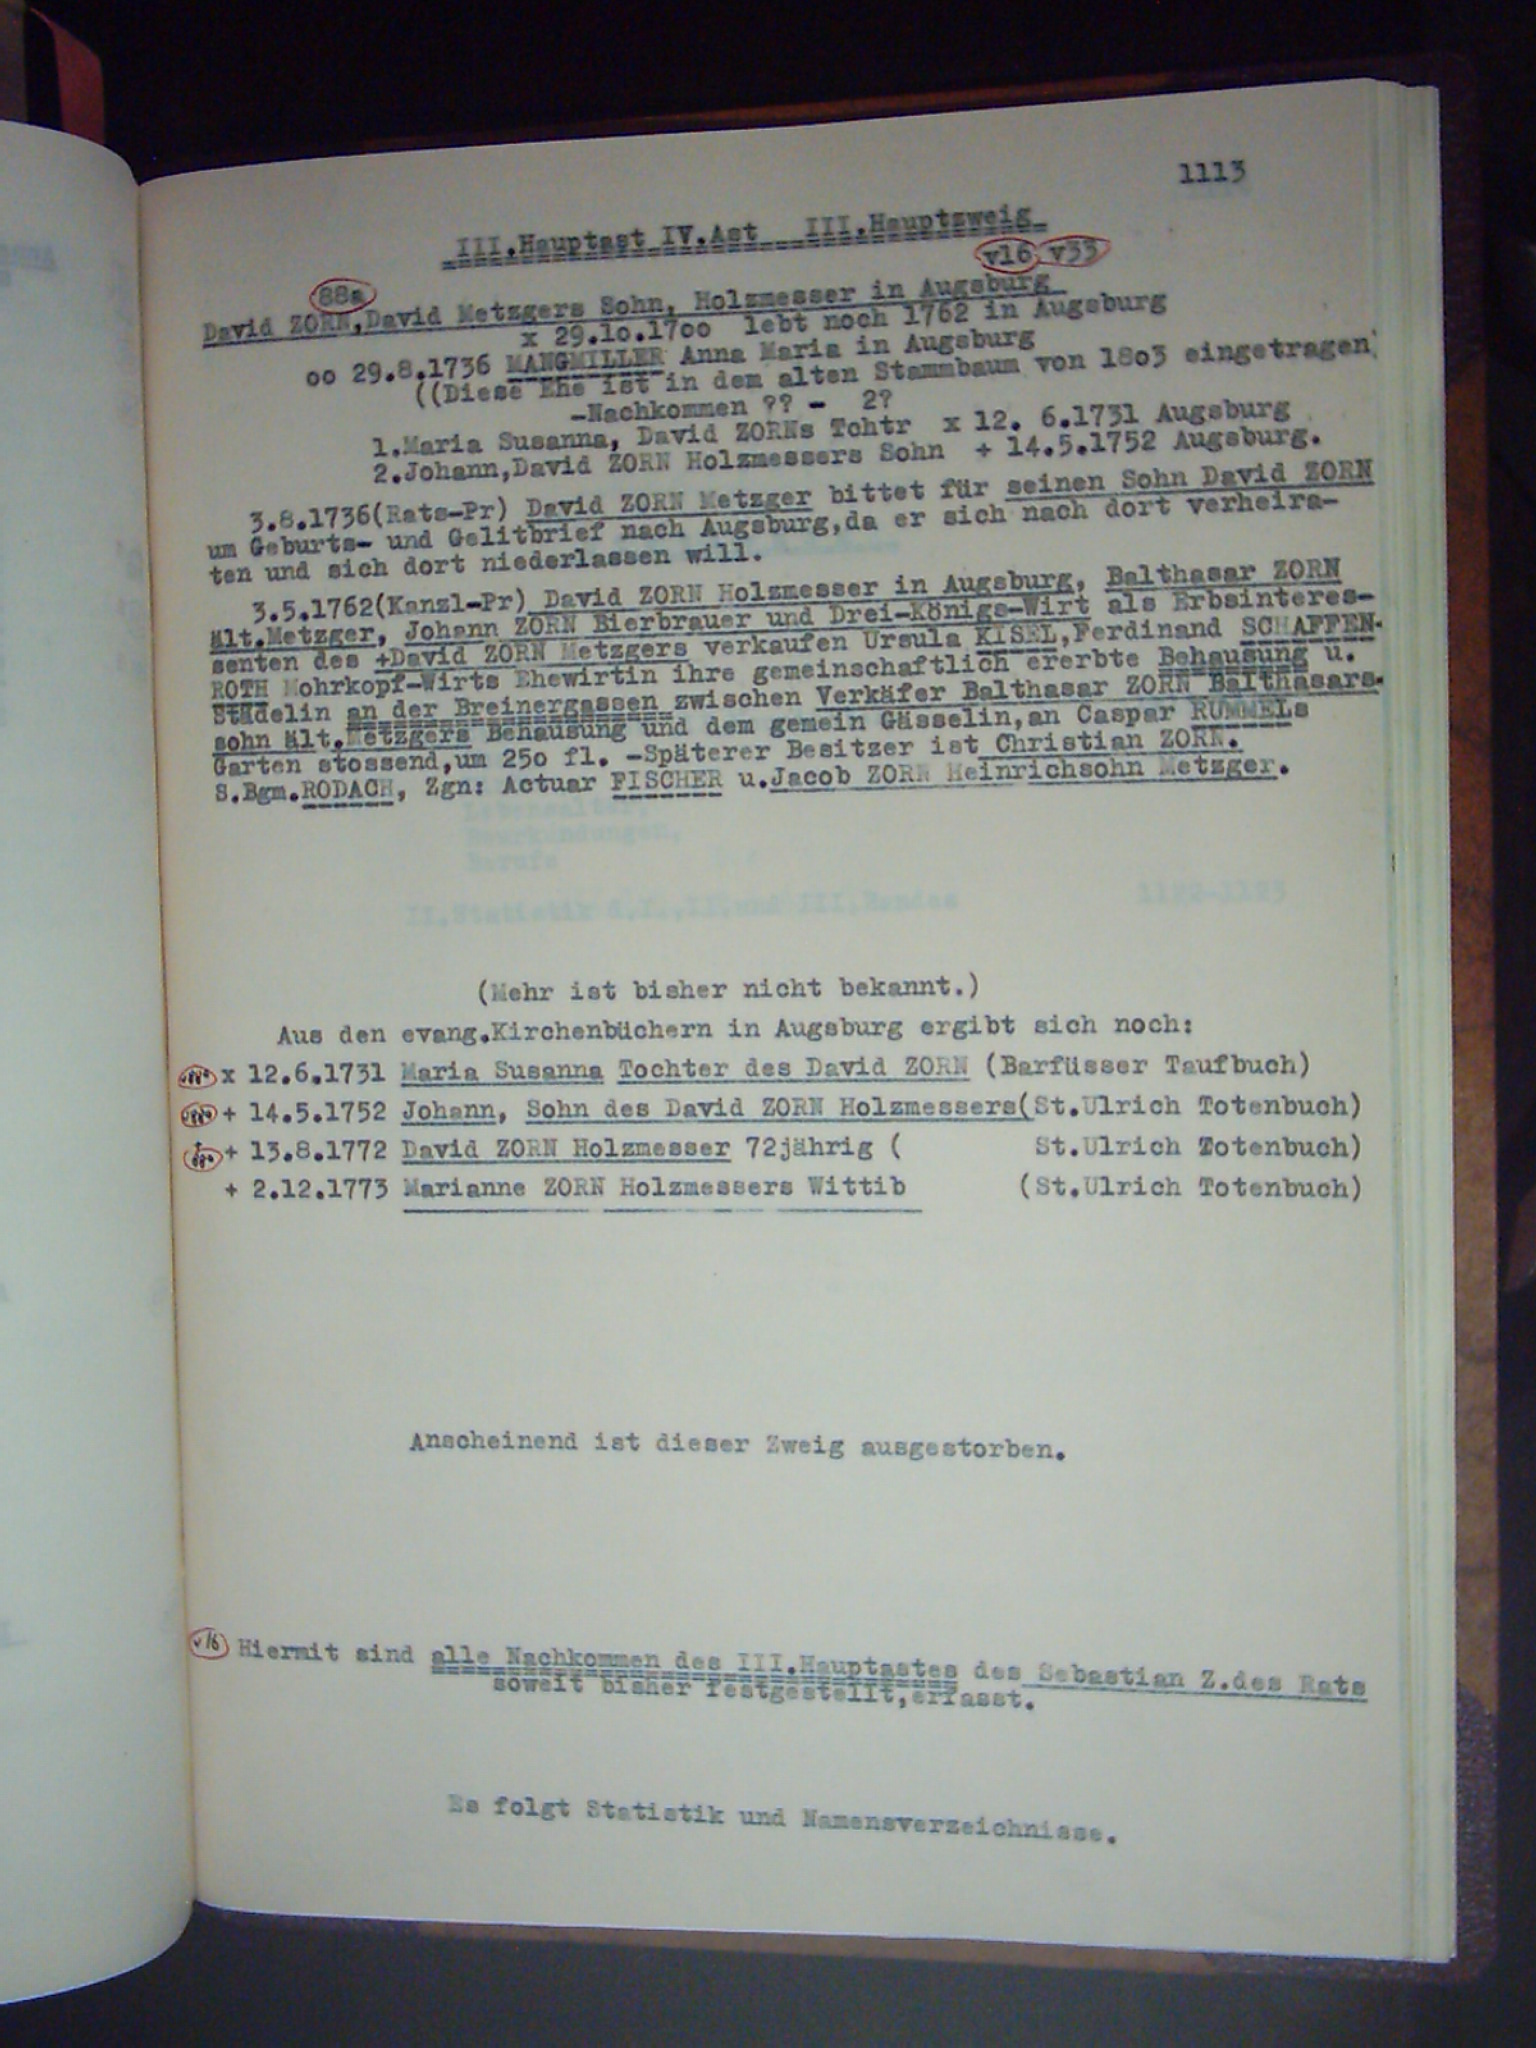 1113
III.Hauptast IV.Ast III.Hauptzweig
v16 v33
88a
David ZORN,David Metzgers Sohn, Holzmesser in Augsburg
x 29.10.1700 lebt noch 1762 in Augsburg
oo 29.8.1736 MANGMILLER Anna Maria in Augsburg
((Diese Ehe ist in dem alten Stammbaum von 1803 eingetragen
-Nachkommen ?? - 2?
1.Maria Susanna, David ZORNs Tohtr x 12. 6.1731 Augsburg
2.Johann,David ZORN Holzmessers Sohn + 14.5.1752 Augsburg.
3.8.1736(Rats-Pr) David ZORN Metzger bittet für seinen Sohn David ZORN
um Geburts- und Gelitbrief nach Augsburg,da er sich nach dort verheira-
ten und sich dort niederlassen will.
3.5.1762(Kanzl-Pr) David ZORN Holzmesser in Augsburg, Balthasar ZORN
ält.Metzger, Johann ZORN Bierbrauer und Drei-Königs-Wirt als Erbsinteres-
senten des +David ZORN Metzgers verkaufen Ursula KISEL,Ferdinand SCHAFFEN-
ROTH Mohrkopf-Wirts Ehewirtin ihre gemeinschaftlich ererbte Behausung u.
Städelin an der Breinergassen zwischen Verkäfer Balthasar ZORN Balthasars-
sohn ält.Metzgers Behausung und dem gemein Gässelin,an Caspar RUMMELs
Garten stossend,um 250 fl. -Späterer Besitzer ist Christian ZORN.
S.Bgm.RODACH, Zgn: Actuar FISCHER u.Jacob ZORN Heinrichsohn Metzger.
II.Statistik d.I.,II.und III.Bandes 1122-1123
(Mehr ist bisher nicht bekannt.)
Aus den evang.Kirchenbüchern in Augsburg ergibt sich noch:
x 12.6.1731 Maria Susanna Tochter des David ZORN (Barfüsser Taufbuch)
+ 14.5.1752 Johann, Sohn des David ZORN Holzmessers(St.Ulrich Totenbuch)
+ 13.8.1772 David ZORN Holzmesser 72jährig ( St.Ulrich Totenbuch)
+ 2.12.1773 Marianne ZORN Holzmessers Wittib (St.Ulrich Totenbuch)
Anscheinend ist dieser Zweig ausgestorben.
v16 Hiermit sind alle Nachkommen des III.Hauptastes des Sebastian Z.des Rats
soweit bisher festgestellt,erfasst.
Es folgt Statistik und Namensverzeichnisse.